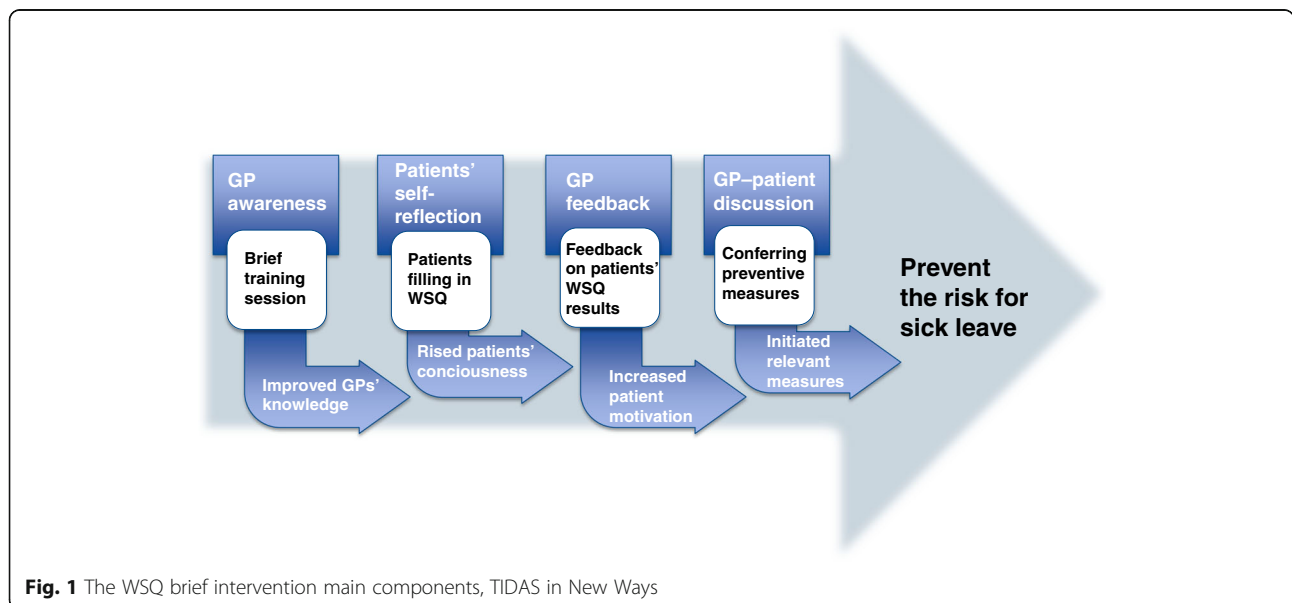 GP
awareness
Brief
training
session
Improved GPs'
knowledge
Patients'
self-
reflection
Patients
filling in
WSQ
Rised patients'
conciousness
GP
feedback
Feedback
on patients'
WSQ
results
Increased
patient
motivation
GP–patient
discussion
Conferring
preventive
measures
Initiated
relevant
measures
Prevent
the risk for
sick leave
Fig. 1 The WSQ brief intervention main components, TIDAS in New Ways